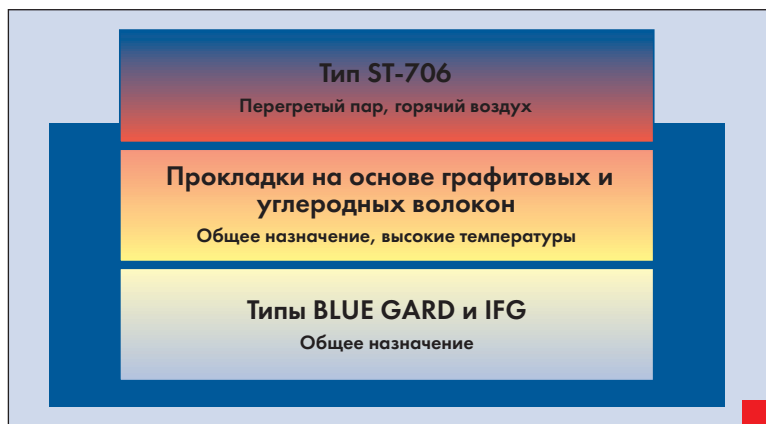 Тип ST-706
Перегретый пар, горячий воздух
Прокладки на основе графитовых и
углеродных волокон
Общее назначение, высокие температуры
Типы BLUE GARD и IFG
Общее назначение